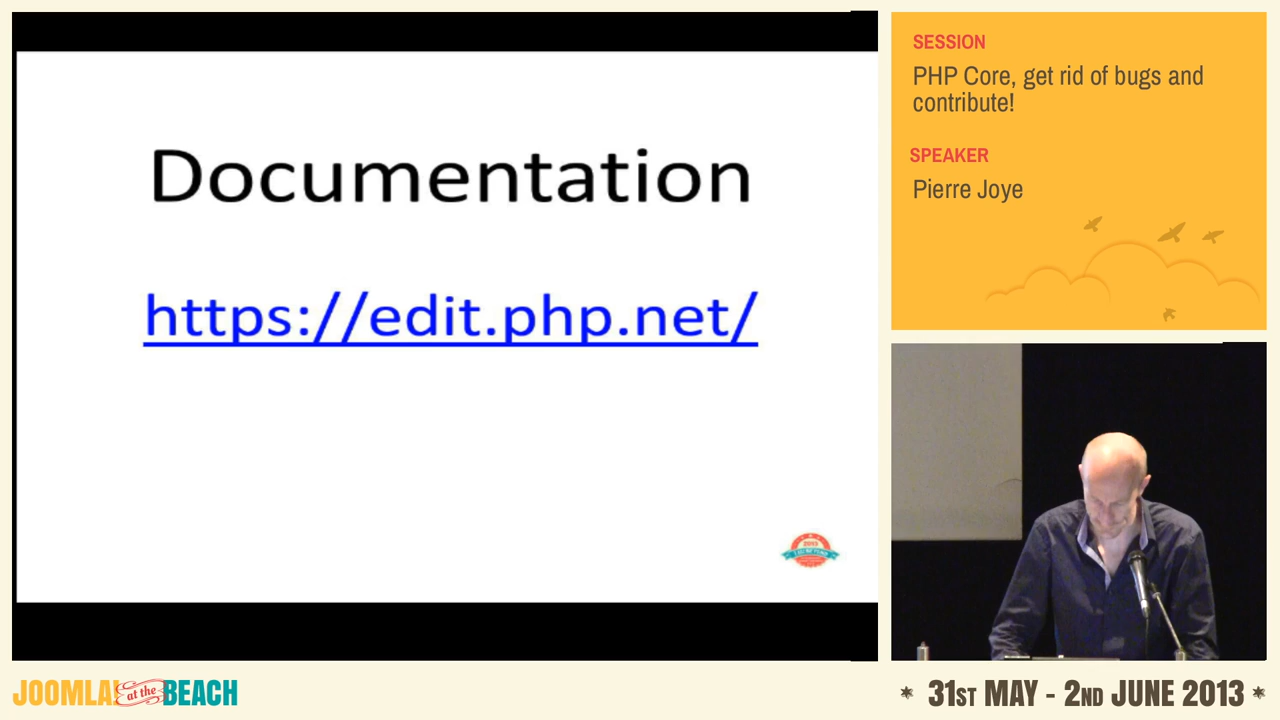 Documentation
https://edit.php.net/
2013
SESSION
PHP Core, get rid of bugs and
contribute!
SPEAKER
Pierre Joye
JOOMLA! at the BEACH
* 31ST MAY - 2ND JUNE 2013 *